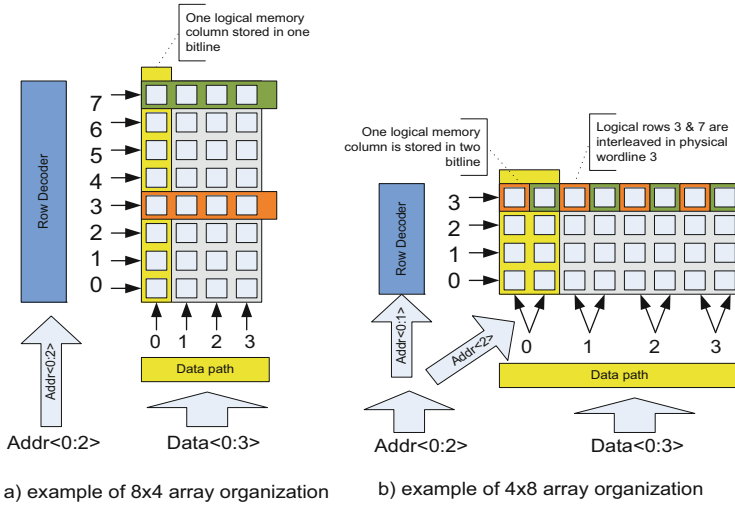 One logical memory
column stored in one
bitline
Row Decoder
7
6
5
4
3
2
1
0
0 1 2 3
Addr<0:2>
Data path
Addr<0:2>
Data<0:3>
a) example of 8x4 array organization
One logical memory
column is stored in two
bitline
Logical rows 3 & 7 are
interleaved in physical
wordline 3
Row Decoder
3
2
1
0
0 1 2 3
Addr<0:1>
Addr<2>
Data path
Addr<0:2>
Data<0:3>
b) example of 4x8 array organization